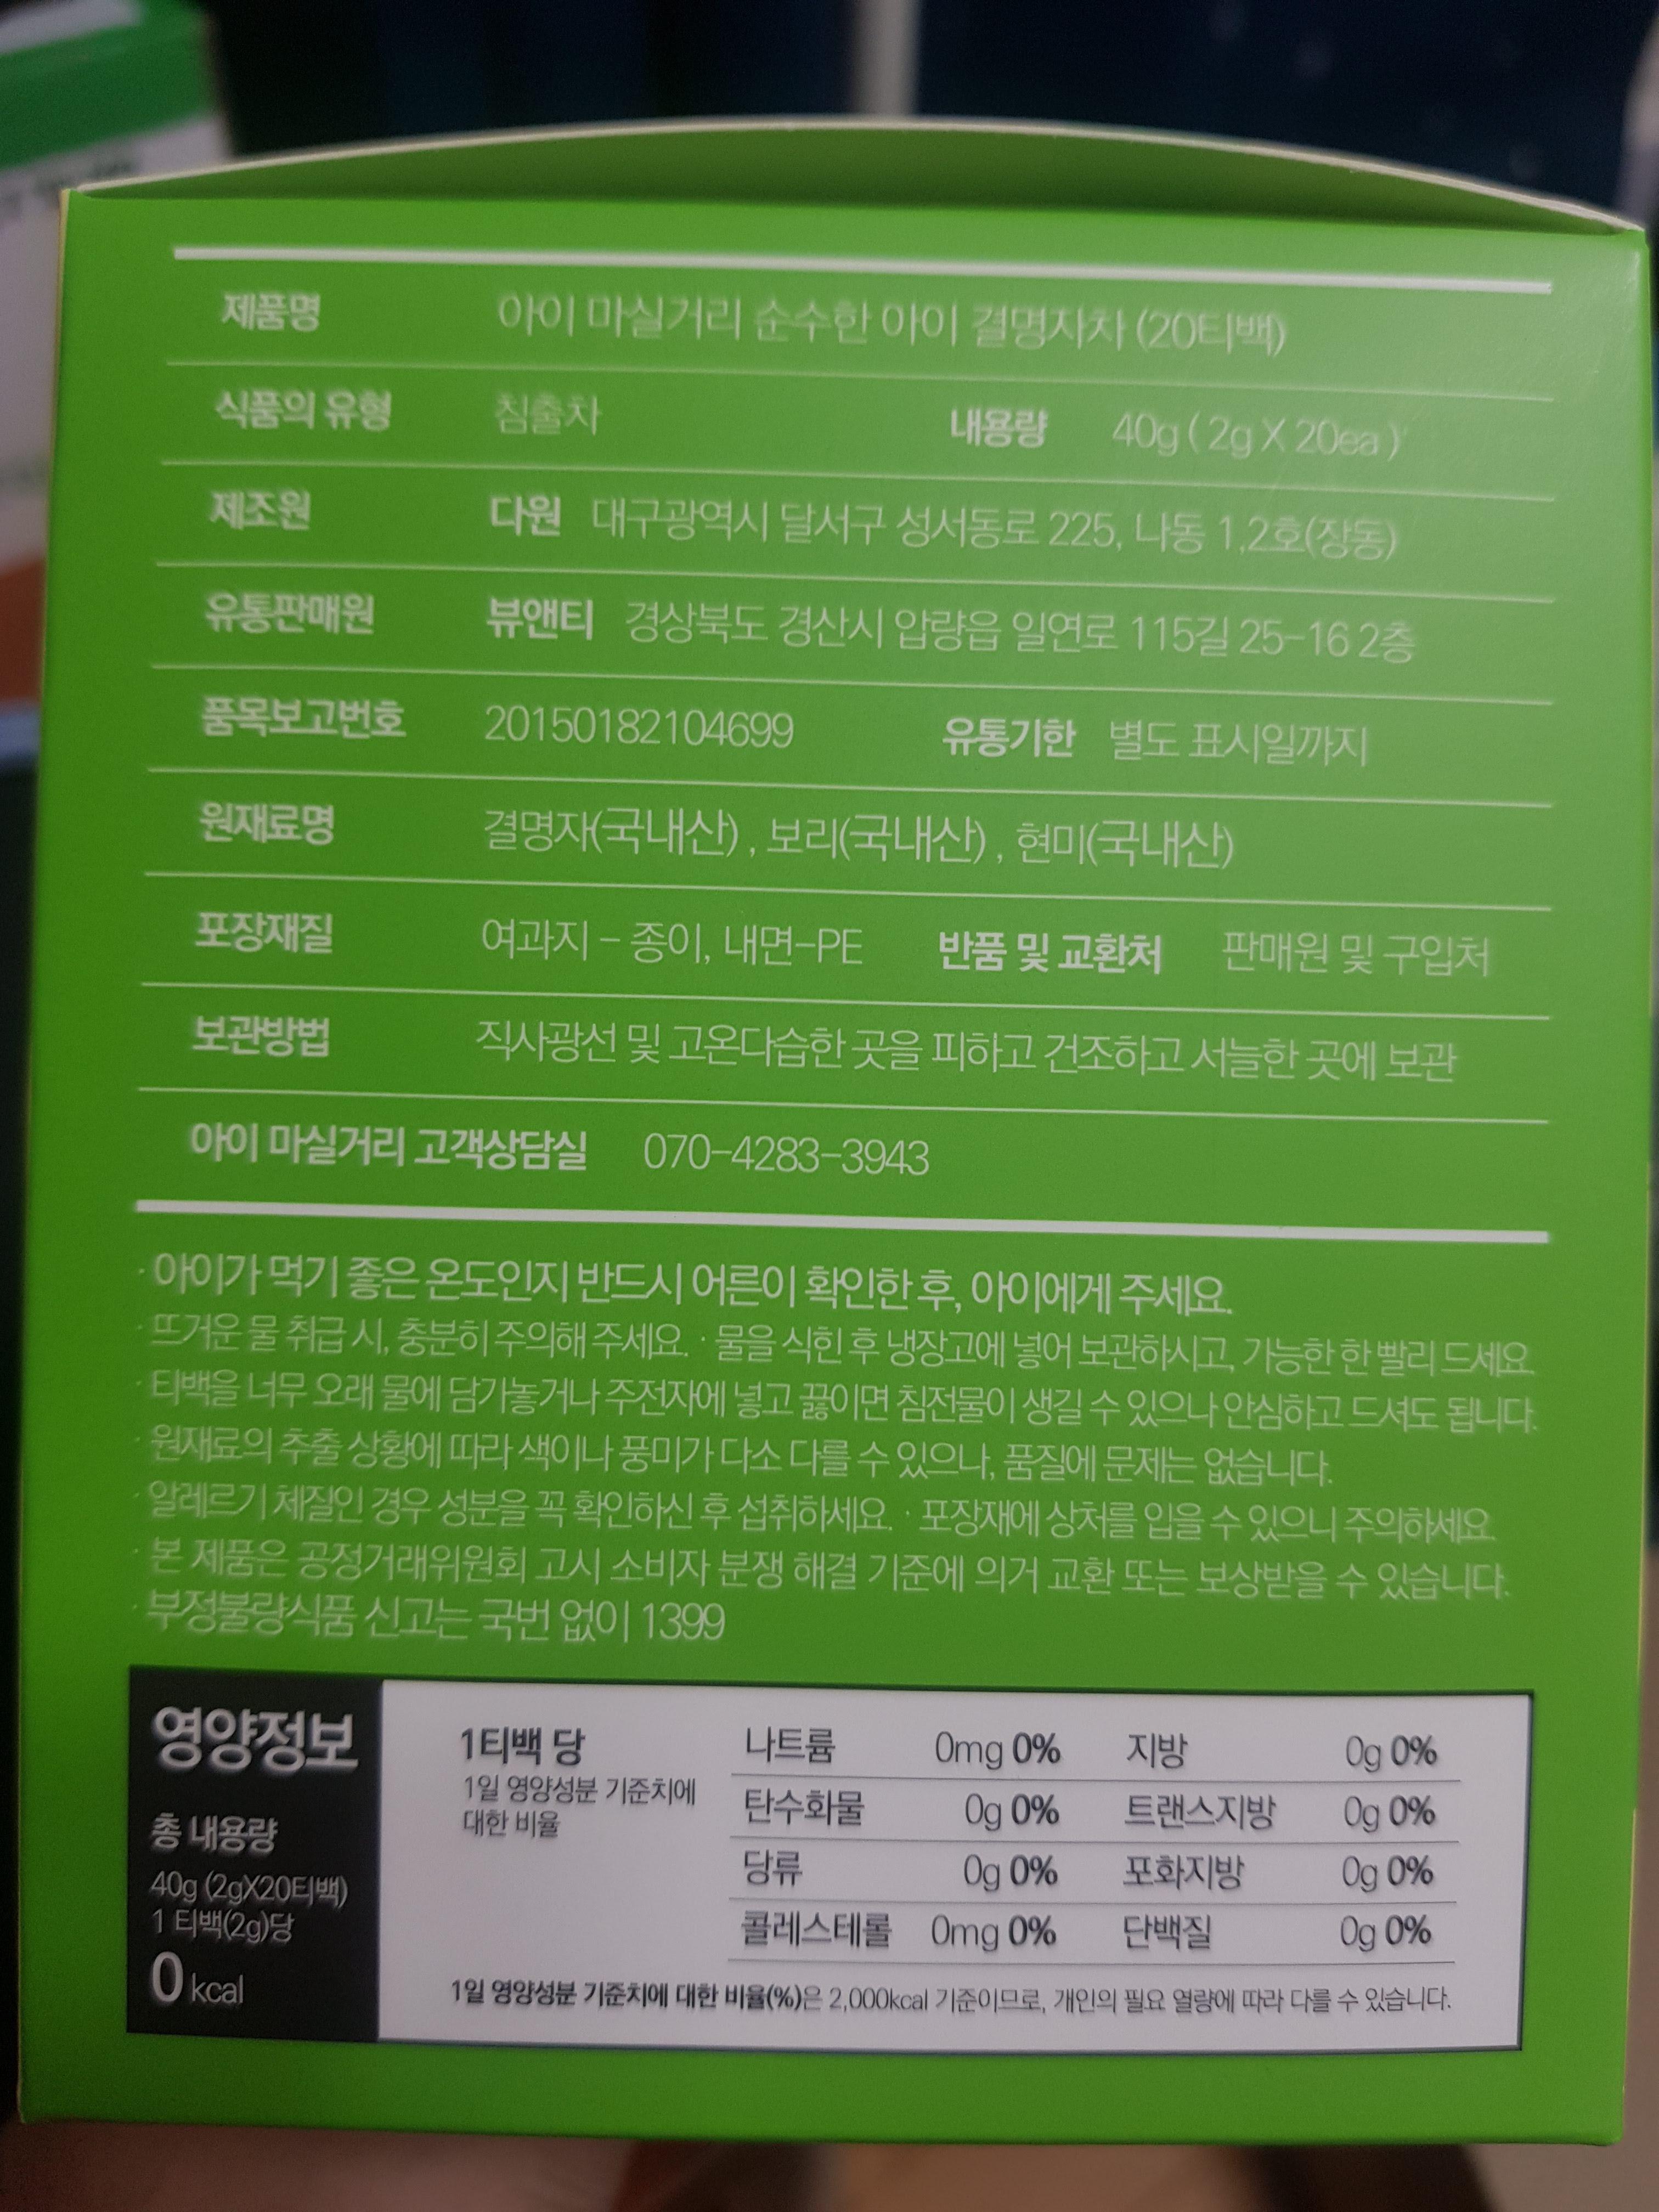 제품명 아이 마실거리 순수한 아이 결명자차 (20티백)
식품의 유형 침출차 내용량 40g ( 2g X 20ea )
제조원 다원 대구광역시 달서구 성서동로 225, 나동 1,2호(장동)
유통판매원 뷰앤티 경상북도 경산시 압량읍 일연로 115길 25-16 2층
품목보고번호 20150182104699 유통기한 별도 표시일까지
원재료명 결명자(국내산) , 보리(국내산) , 현미(국내산)
포장재질 여과지 - 종이, 내면-PE 반품 및 교환처 판매원 및 구입처
보관방법 직사광선 및 고온다습한 곳을 피하고 건조하고 서늘한 곳에 보관
아이 마실거리 고객상담실 070-4283-3943
· 아이가 먹기 좋은 온도인지 반드시 어른이 확인한 후, 아이에게 주세요.
· 뜨거운 물 취급 시, 충분히 주의해 주세요. · 물을 식힌 후 냉장고에 넣어 보관하시고, 가능한 한 빨리 드세요
· 티백을 너무 오래 물에 담가놓거나 주전자에 넣고 끓이면 침전물이 생길 수 있으나 안심하고 드셔도 됩니다.
· 원재료의 추출 상황에 따라 색이나 풍미가 다소 다를 수 있으나, 품질에 문제는 없습니다.
· 알레르기 체질인 경우 성분을 꼭 확인하신 후 섭취하세요. · 포장재에 상처를 입을 수 있으니 주의하세요
· 본 제품은 공정거래위원회 고시 소비자 분쟁 해결 기준에 의거 교환 또는 보상받을 수 있습니다.
· 부정불량식품 신고는 국번 없이 1399
영양정보
총 내용량
40g (2gX20티백)
1 티백(2g)당
0 kcal
1티백 당
1일 영양성분 기준치에
대한 비율
나트륨 0mg 0% 지방 0g 0%
탄수화물 0g 0% 트랜스지방 0g 0%
당류 0g 0% 포화지방 0g 0%
콜레스테롤 0mg 0% 단백질 0g 0%
1일 영양성분 기준치에 대한 비율(%)은 2,000kcal 기준이므로, 개인의 필요 열량에 따라 다를 수 있습니다.